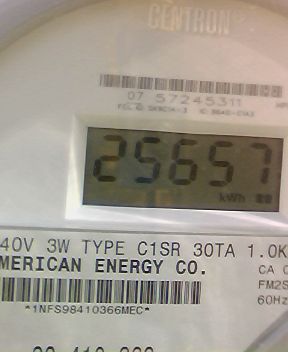 CENTRON
07 57245311
25657
kWh
40V 3W TYPE C1SR 30TA 1.0K
MERICAN ENERGY CO.
CA 0
FM2S
60Hz
*1NFS98410366MEC*